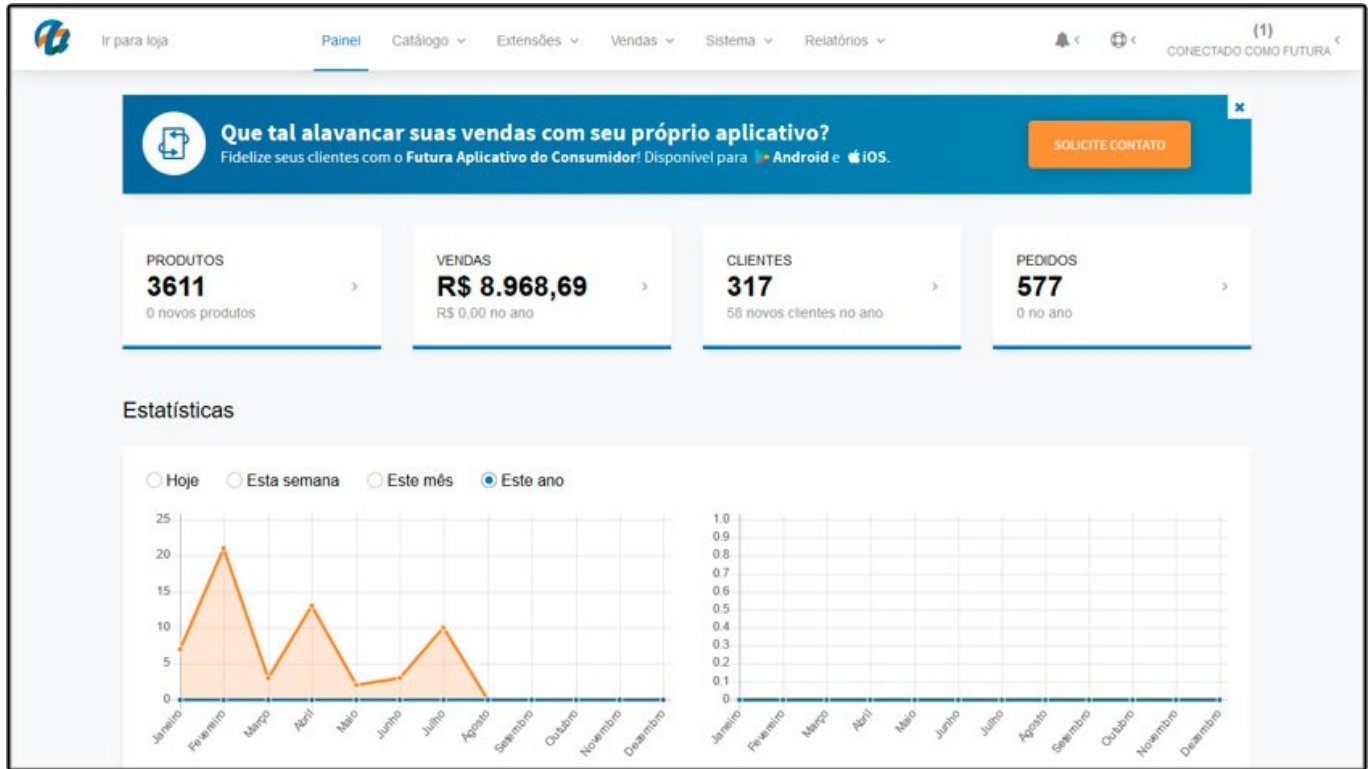 Ir para loja Painel Catálogo Extensões Vendas Sistema Relatórios (1)
CONECTADO COMO FUTURA
Que tal alavancar suas vendas com seu próprio aplicativo?
Fidelize seus clientes com o Futura Aplicativo do Consumidor! Disponível para Android e iOS.
SOLICITE CONTATO
PRODUTOS
3611
0 novos produtos
VENDAS
R$ 8.968,69
R$ 0,00 no ano
CLIENTES
317
58 novos clientes no ano
PEDIDOS
577
0 no ano
Estatísticas
Hoje Esta semana Este mês Este ano
25
20
15
10
5
0
Janeiro Fevereiro Março Abril Maio Junho Julho Agosto Setembro Outubro Novembro Dezembro
1.0
0.9
0.8
0.7
0.6
0.5
0.4
0.3
0.2
0.1
0
Janeiro Fevereiro Março Abril Maio Junho Julho Agosto Setembro Outubro Novembro Dezembro